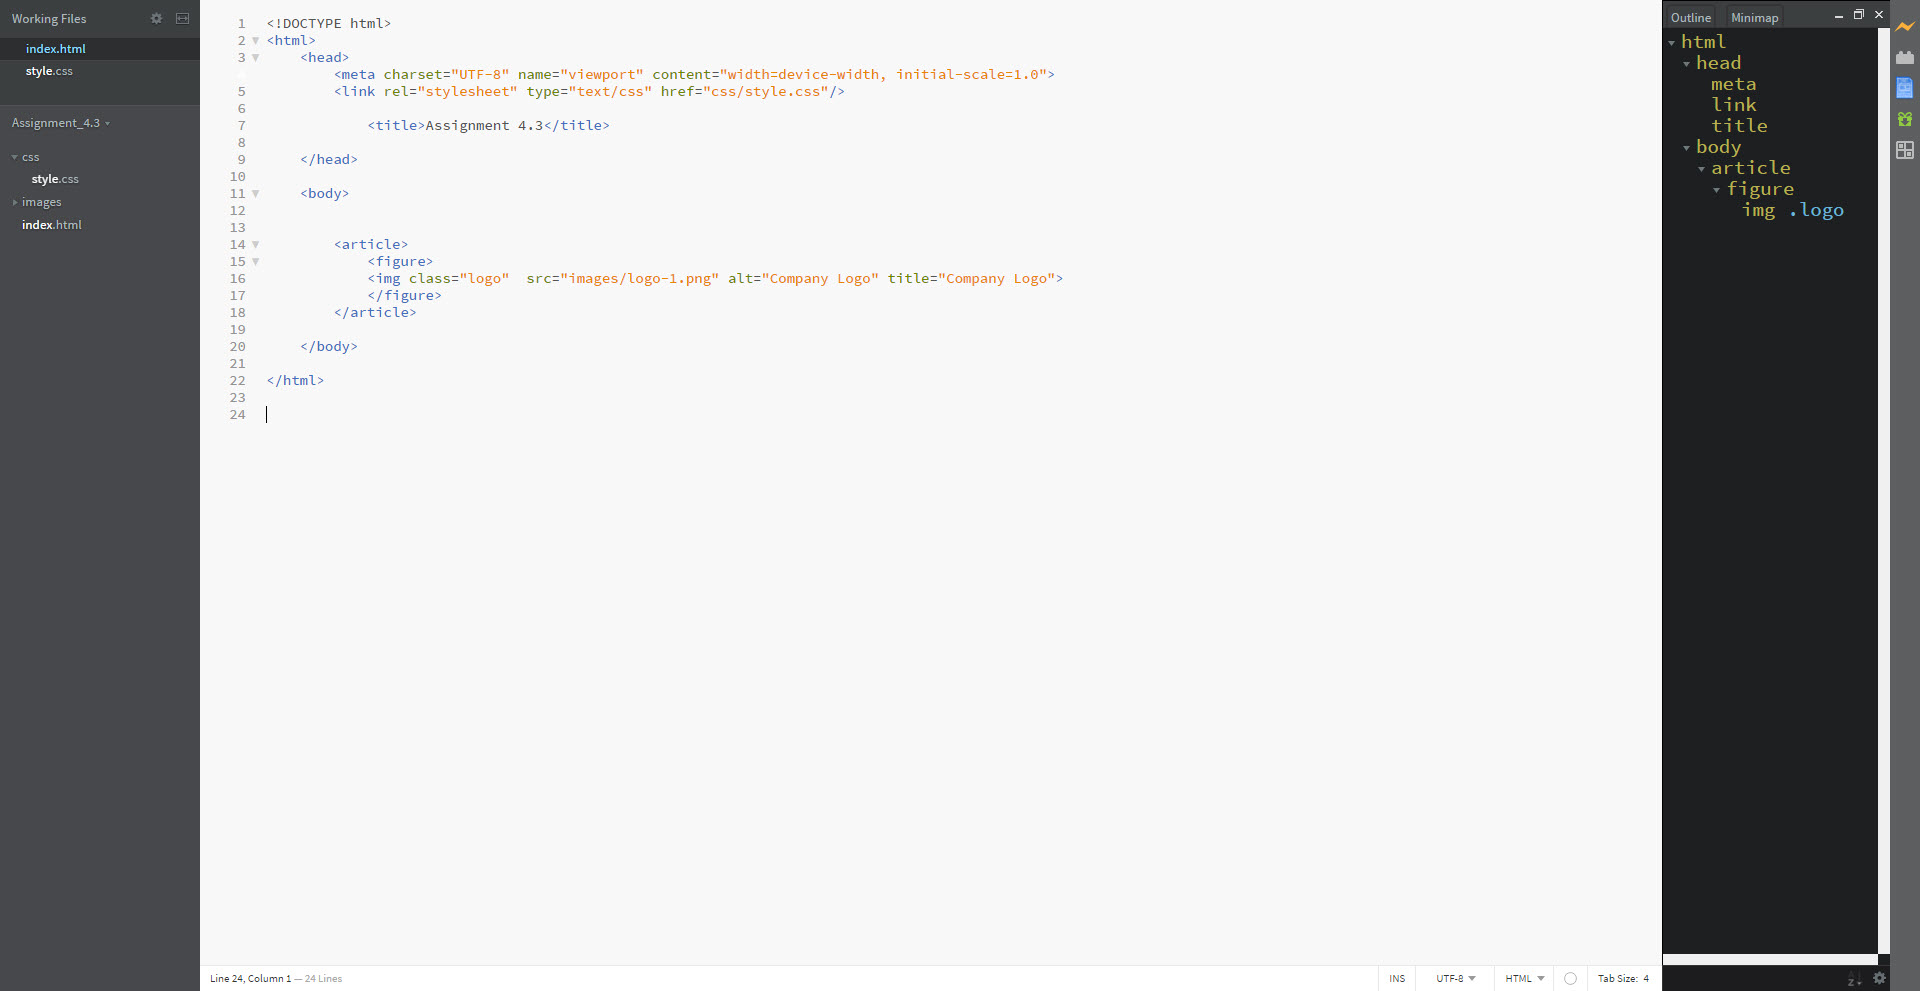 Working Files
index.html
style.css
Assignment_4.3
css
style.css
images
index.html
1 <!DOCTYPE html>
2 <html>
3 <head>
4 <meta charset="UTF-8" name="viewport" content="width=device-width, initial-scale=1.0">
5 <link rel="stylesheet" type="text/css" href="css/style.css"/>
6
7 <title>Assignment 4.3</title>
8
9 </head>
10
11 <body>
12
13
14 <article>
15 <figure>
16 <img class="logo"  src="images/logo-1.png" alt="Company Logo" title="Company Logo">
17 </figure>
18 </article>
19
20 </body>
21
22 </html>
23
24
Line 24, Column 1 — 24 Lines
INS UTF-8 HTML Tab Size: 4
Outline Minimap
html
head
meta
link
title
body
article
figure
img .logo